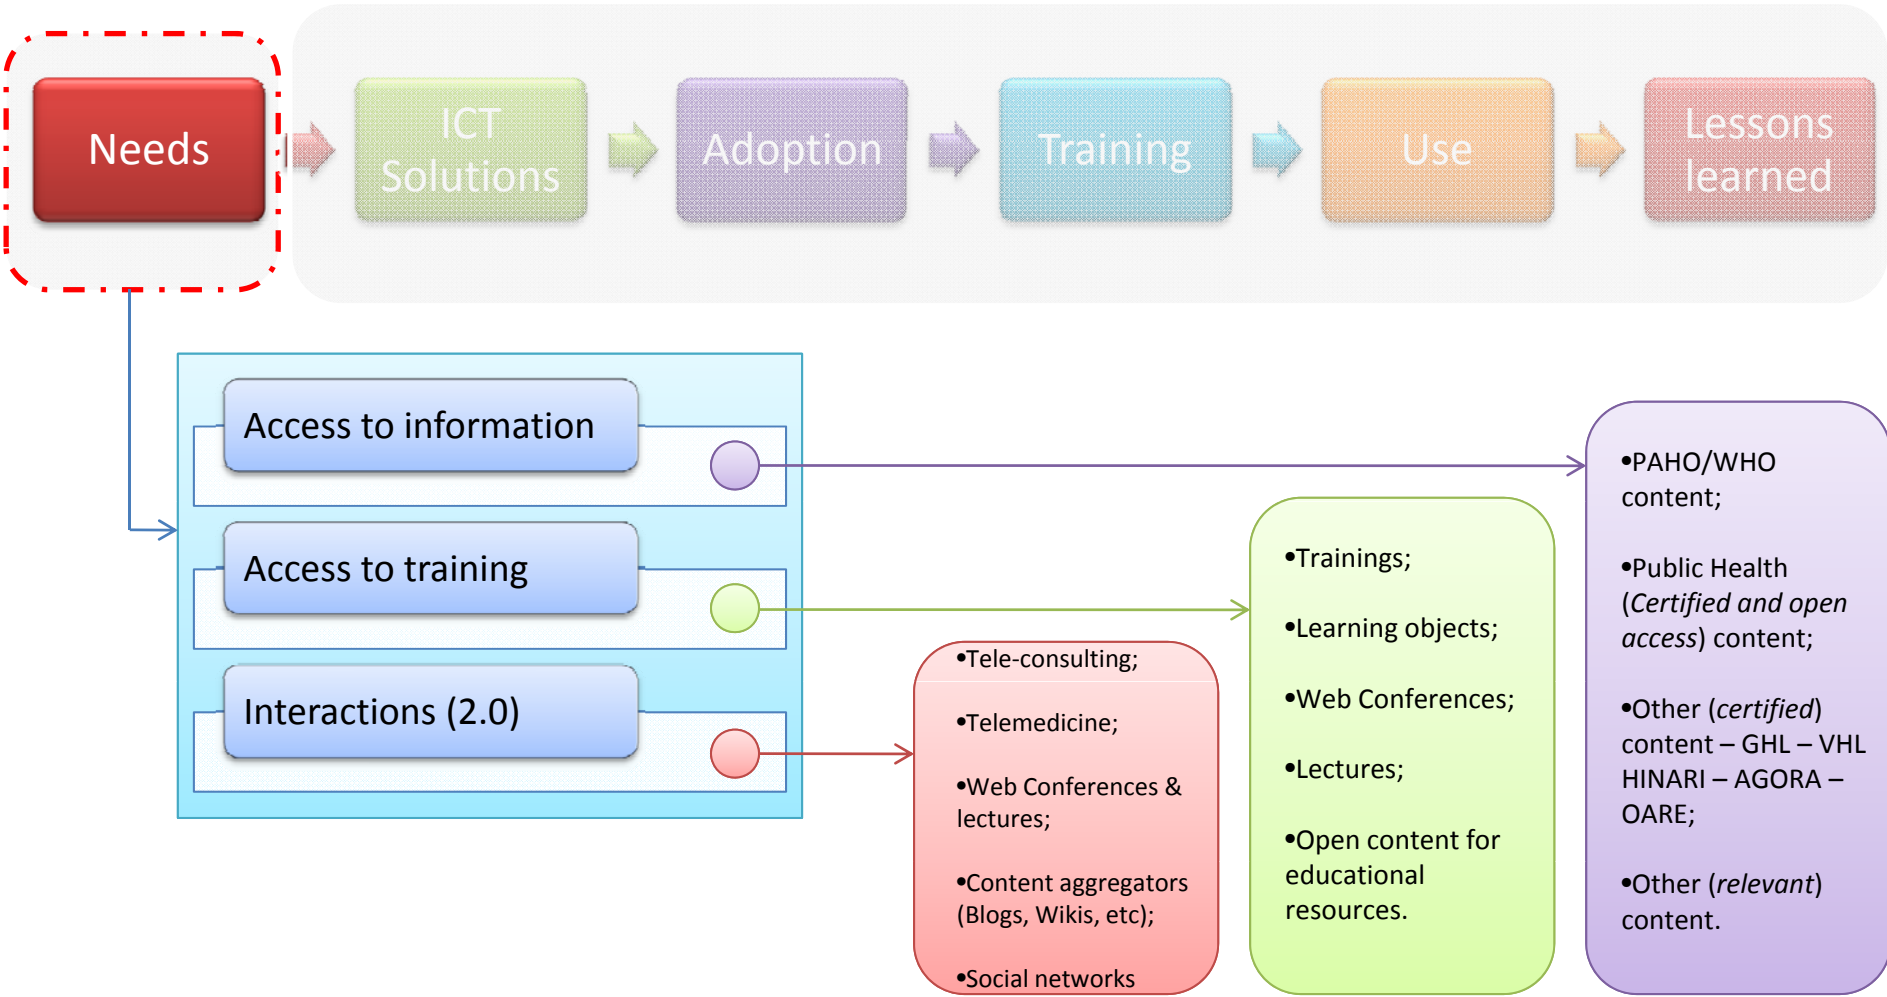 Needs
ICT
Solutions
Adoption
Training
Use
Lessons
learned
Access to information
Access to training
Interactions (2.0)
•Tele-consulting;
•Telemedicine;
•Web Conferences &
lectures;
•Content aggregators
(Blogs, Wikis, etc);
•Social networks
•Trainings;
•Learning objects;
•Web Conferences;
•Lectures;
•Open content for
educational
resources.
•PAHO/WHO
content;
•Public Health
(Certified and open
access) content;
•Other (certified)
content – GHL – VHL
HINARI – AGORA –
OARE;
•Other (relevant)
content.